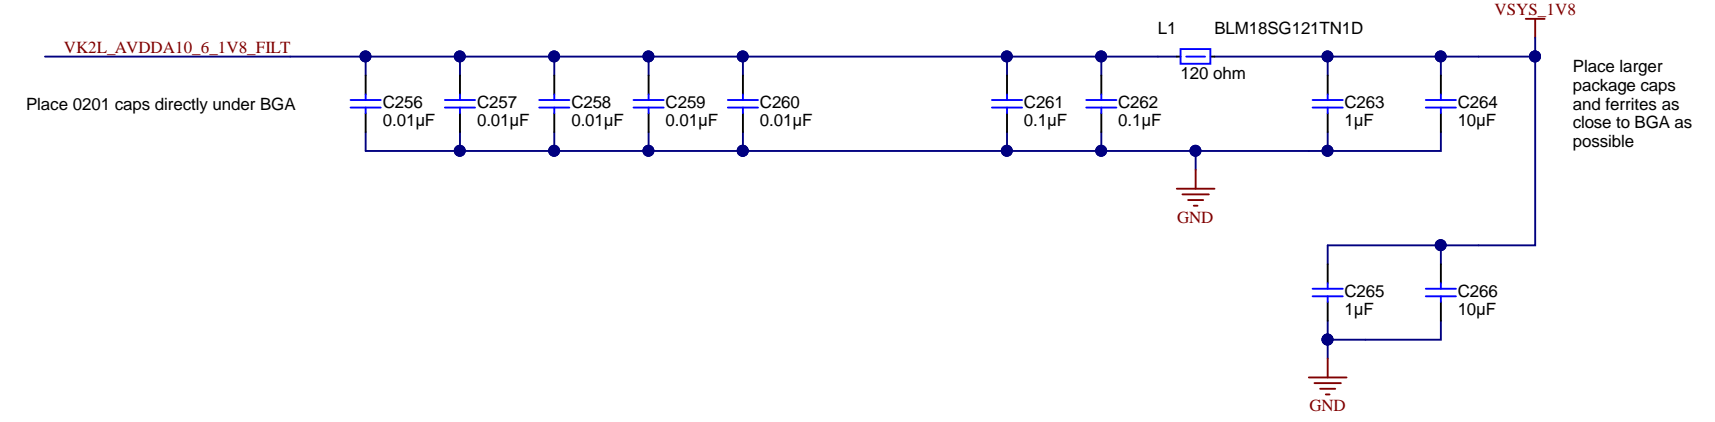 VSYS_1V8
L1 BLM18SG121TN1D
VK2L_AVDDA10_6_1V8_FILT
120 ohm
Place larger
package caps
and ferrites as
close to BGA as
possible
Place 0201 caps directly under BGA
C256
0.01µF
C257
0.01µF
C258
0.01µF
C259
0.01µF
C260
0.01µF
C261
0.1µF
C262
0.1µF
C263
1µF
C264
10µF
GND
C265
1µF
C266
10µF
GND